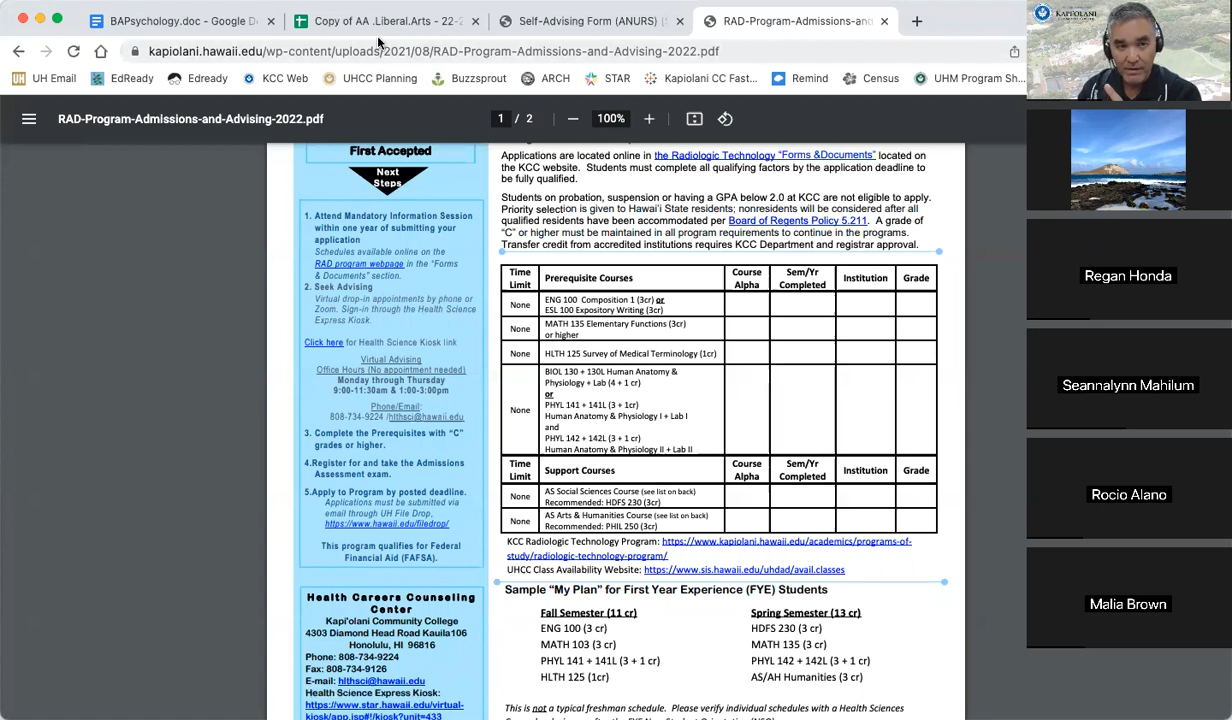 BAPsychology.doc - Google D
Copy of AA .Liberal.Arts - 22-2
Self-Advising Form (ANURS) (S
RAD-Program-Admissions-and-
kapiolani.hawaii.edu/wp-content/uploads/2021/08/RAD-Program-Admissions-and-Advising-2022.pdf
UH Email
EdReady
Edready
KCC Web
UHCC Planning
Buzzsprout
ARCH
STAR
Kapiolani CC Fast...
Remind
Census
UHM Program Sh...
RAD-Program-Admissions-and-Advising-2022.pdf
1 / 2
100%
First Accepted
Next
Steps
1. Attend Mandatory Information Session
within one year of submitting your
application
Schedules available online on the
RAD program webpage in the "Forms
& Documents" section.
2. Seek Advising
Virtual drop-in appointments by phone or
Zoom. Sign-in through the Health Science
Express Kiosk.
Click here for Health Science Kiosk link
Virtual Advising
Office Hours (No appointment needed)
Monday through Thursday
9:00-11:30am & 1:00-3:00pm
Phone/Email:
808-734-9224 /hlthsci@hawaii.edu
3. Complete the Prerequisites with "C"
grades or higher.
4.Register for and take the Admissions
Assessment exam.
5.Apply to Program by posted deadline.
Applications must be submitted via
email through UH File Drop,
https://www.hawaii.edu/filedrop/
This program qualifies for Federal
Financial Aid (FAFSA).
Health Careers Counseling
Center
Kapi'olani Community College
4303 Diamond Head Road Kauila106
Honolulu, HI 96816
Phone: 808-734-9224
Fax: 808-734-9126
E-mail: hlthsci@hawaii.edu
Health Science Express Kiosk:
https://www.star.hawaii.edu/virtual-
kiosk/app.jsp#!/kiosk?unit=433
Applications are located online in the Radiologic Technology "Forms &Documents" located on
the KCC website. Students must complete all qualifying factors by the application deadline to
be fully qualified.
Students on probation, suspension or having a GPA below 2.0 at KCC are not eligible to apply.
Priority selection is given to Hawai'i State residents; nonresidents will be considered after all
qualified residents have been accommodated per Board of Regents Policy 5.211. A grade of
"C" or higher must be maintained in all program requirements to continue in the programs.
Transfer credit from accredited institutions requires KCC Department and registrar approval.
Time Limit Prerequisite Courses Course Alpha Sem/Yr Completed Institution Grade
None ENG 100 Composition 1 (3cr) or
ESL 100 Expository Writing (3cr)
None MATH 135 Elementary Functions (3cr)
or higher
None HLTH 125 Survey of Medical Terminology (1cr)
BIOL 130 + 130L Human Anatomy &
Physiology + Lab (4 + 1 cr)
or
PHYL 141 + 141L (3 + 1cr)
None Human Anatomy & Physiology I + Lab I
and
PHYL 142 + 142L (3 + 1 cr)
Human Anatomy & Physiology II + Lab II
Time Limit Support Courses Course Alpha Sem/Yr Completed Institution Grade
None AS Social Sciences Course (see list on back)
Recommended: HDFS 230 (3cr)
None AS Arts & Humanities Course (see list on back)
Recommended: PHIL 250 (3cr)
KCC Radiologic Technology Program: https://www.kapiolani.hawaii.edu/academics/programs-of-
study/radiologic-technology-program/
UHCC Class Availability Website: https://www.sis.hawaii.edu/uhdad/avail.classes
Sample "My Plan" for First Year Experience (FYE) Students
Fall Semester (11 cr)
ENG 100 (3 cr)
MATH 103 (3 cr)
PHYL 141 + 141L (3 + 1 cr)
HLTH 125 (1cr)
Spring Semester (13 cr)
HDFS 230 (3 cr)
MATH 135 (3 cr)
PHYL 142 + 142L (3 + 1 cr)
AS/AH Humanities (3 cr)
This is not a typical freshman schedule. Please verify individual schedules with a Health Sciences
KAPI'OLANI
Regan Honda
Seannalynn Mahilum
Rocio Alano
Malia Brown